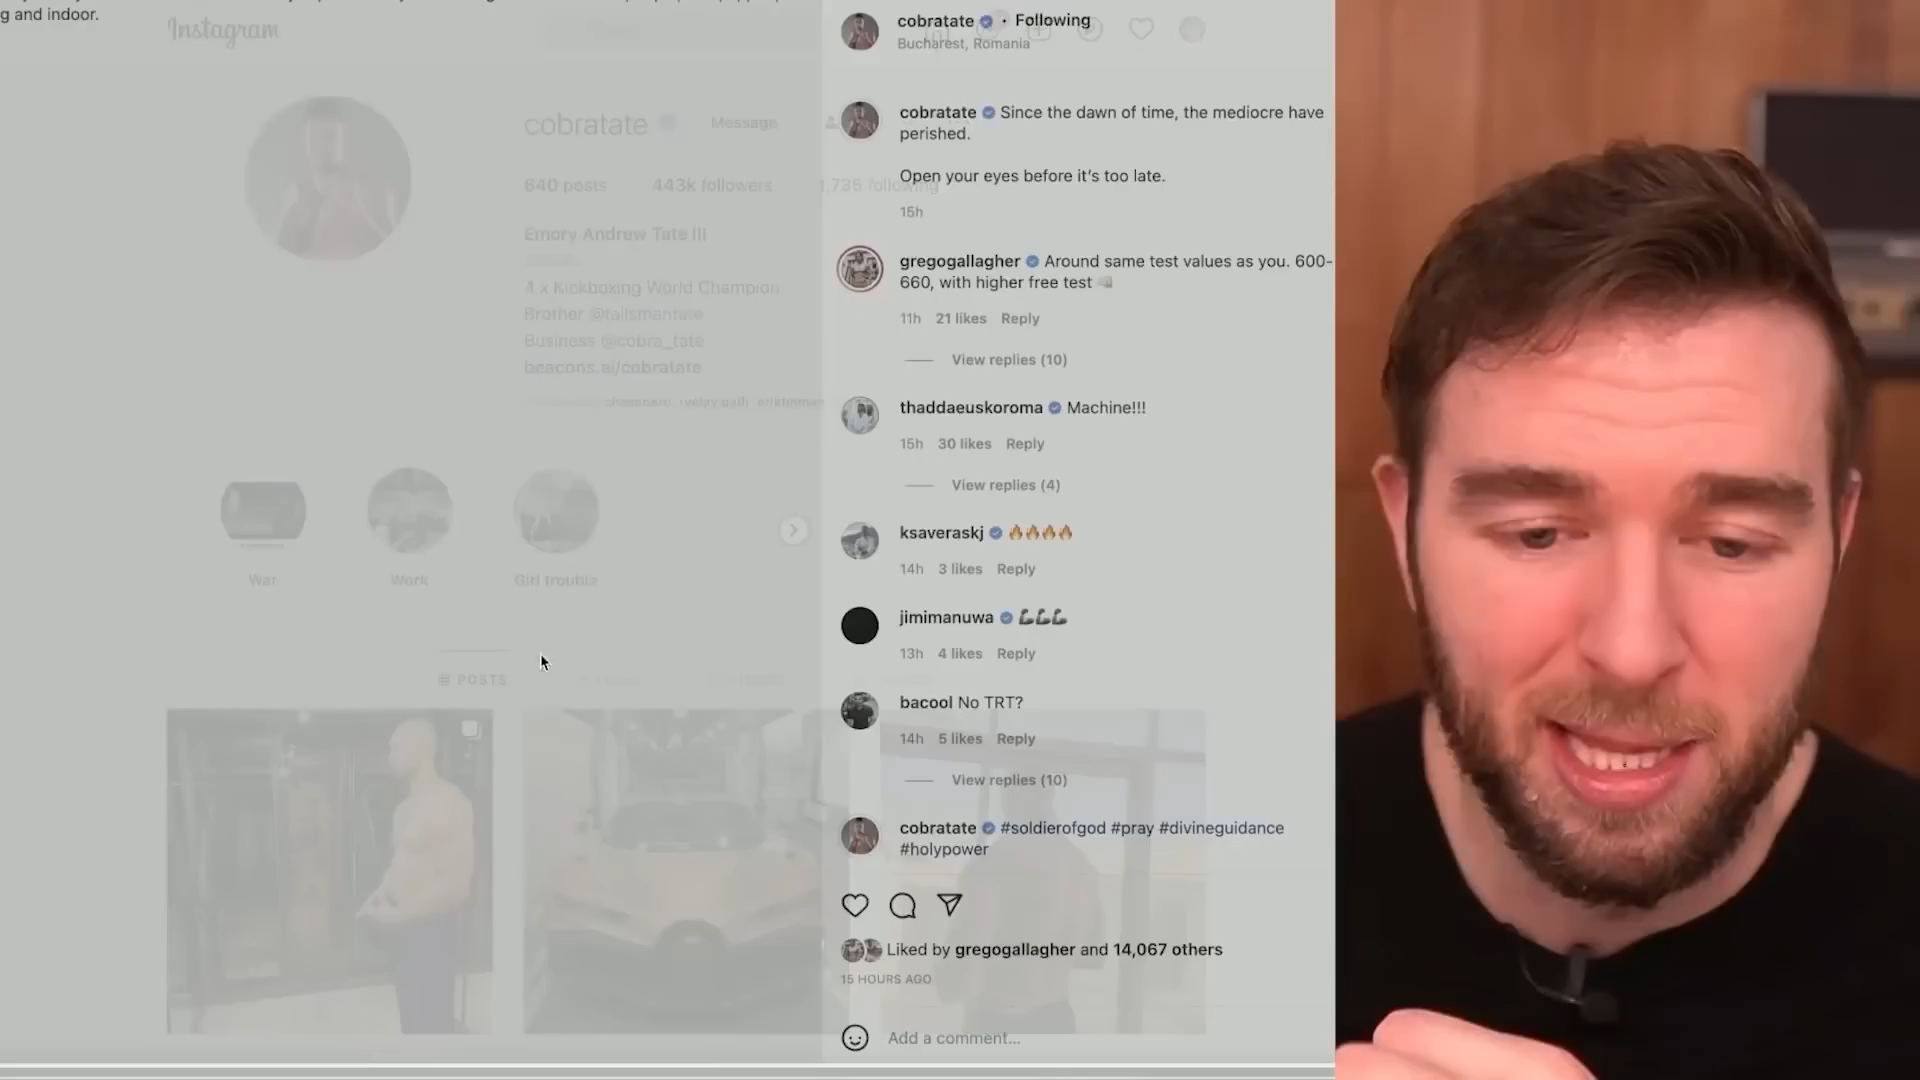 g and indoor.
Instagram
cobratate
Message
640 posts 443k followers 1,735 following
Emory Andrew Tate III
4 x Kickboxing World Champion
Brother @talismantate
Business @cobra_tate
beacons.ai/cobratate
War Work Girl trouble
POSTS
cobratate • Following
Bucharest, Romania
cobratate Since the dawn of time, the mediocre have
perished.
Open your eyes before it's too late.
15h
gregogallagher Around same test values as you. 600-
660, with higher free test
11h 21 likes Reply
View replies (10)
thaddaeuskoroma Machine!!!
15h 30 likes Reply
View replies (4)
ksaveraskj 🔥🔥🔥🔥
14h 3 likes Reply
jimimanuwa 💪💪💪
13h 4 likes Reply
bacool No TRT?
14h 5 likes Reply
View replies (10)
cobratate #soldierofgod #pray #divineguidance
#holypower
Liked by gregogallagher and 14,067 others
15 HOURS AGO
Add a comment...